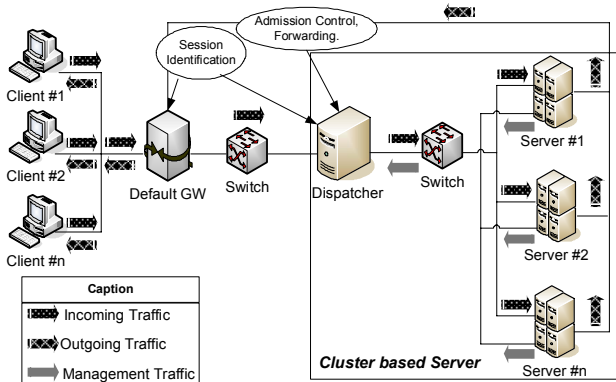 Admission Control,
Forwarding.
Session
Identification
Client #1
Client #2
Client #n
Default GW
Switch
Dispatcher
Switch
Server #1
Server #2
Server #n
Cluster based Server
Caption
Incoming Traffic
Outgoing Traffic
Management Traffic